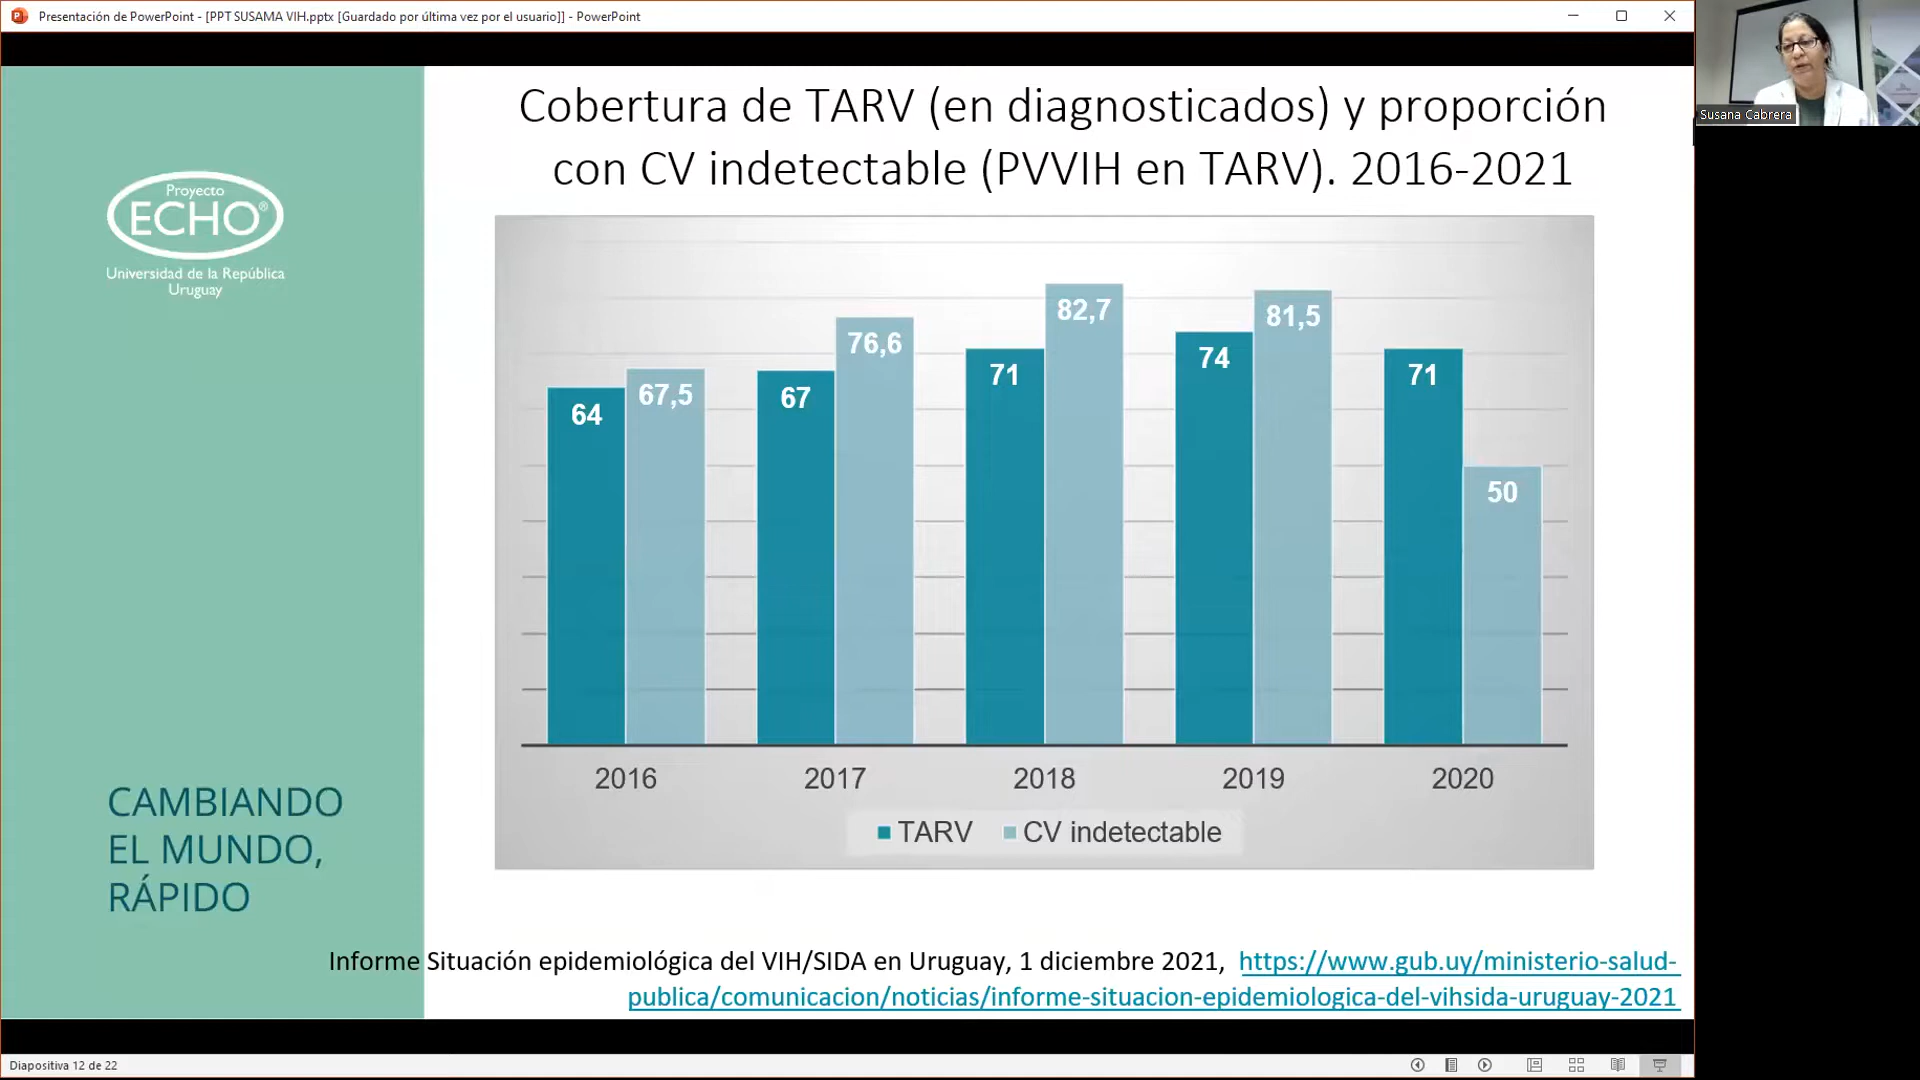 Presentación de PowerPoint - [PPT SUSAMA VIH.pptx [Guardado por última vez por el usuario]] - PowerPoint
Susana Cabrera
Cobertura de TARV (en diagnosticados) y proporción
con CV indetectable (PVVIH en TARV). 2016-2021
Proyecto
ECHO®
Universidad de la República
Uruguay
64
67,5
67
76,6
71
82,7
74
81,5
71
50
2016 2017 2018 2019 2020
TARV CV indetectable
CAMBIANDO
EL MUNDO,
RÁPIDO
Informe Situación epidemiológica del VIH/SIDA en Uruguay, 1 diciembre 2021, https://www.gub.uy/ministerio-salud-
publica/comunicacion/noticias/informe-situacion-epidemiologica-del-vihsida-uruguay-2021
Diapositiva 12 de 22